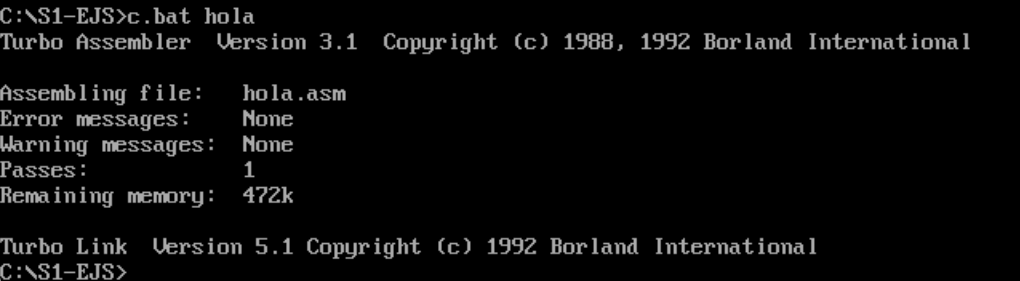 C:\S1-EJS>c.bat hola
Turbo Assembler  Version 3.1  Copyright (c) 1988, 1992 Borland International
Assembling file:   hola.asm
Error messages:    None
Warning messages:  None
Passes:            1
Remaining memory:  472k
Turbo Link  Version 5.1 Copyright (c) 1992 Borland International
C:\S1-EJS>